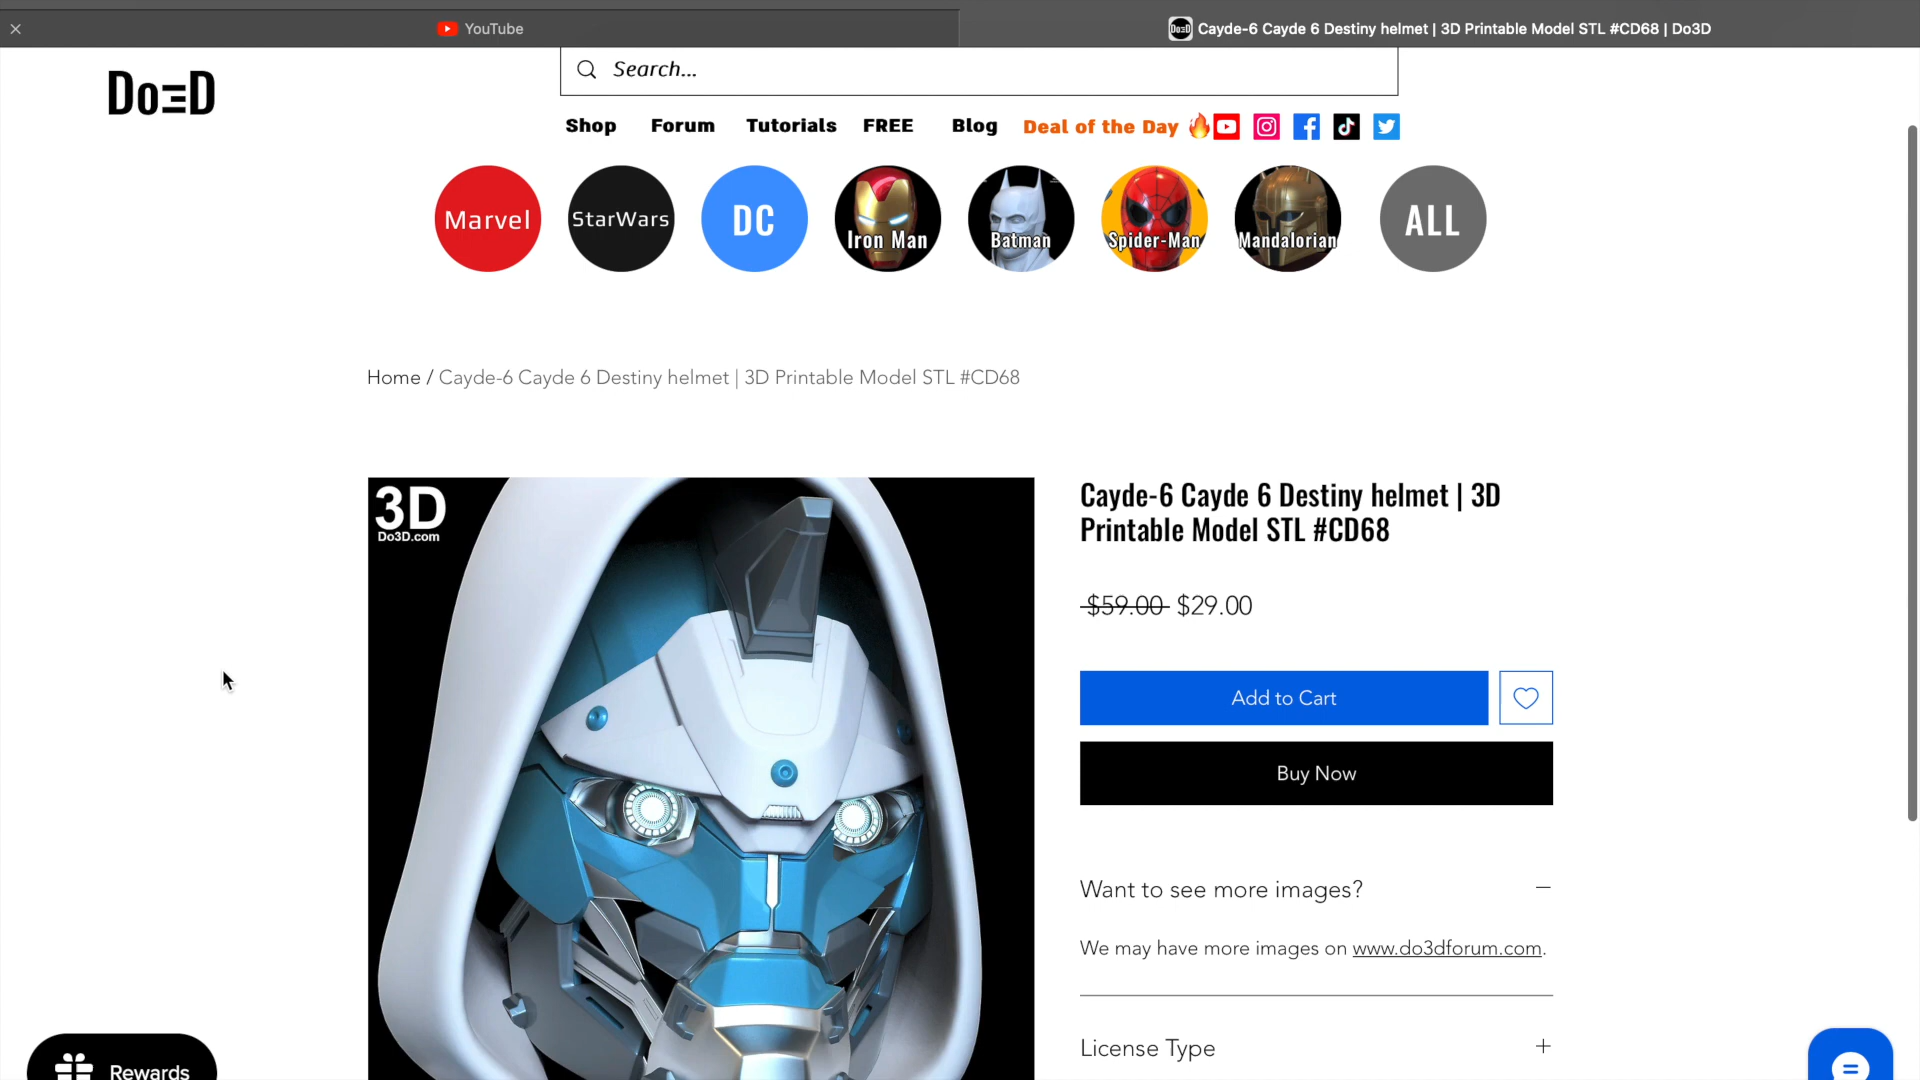 YouTube
Do3D Cayde-6 Cayde 6 Destiny helmet | 3D Printable Model STL #CD68 | Do3D
Do3D
Search...
Shop Forum Tutorials FREE Blog Deal of the Day
Marvel StarWars DC Iron Man Batman Spider-Man Mandalorian ALL
Home / Cayde-6 Cayde 6 Destiny helmet | 3D Printable Model STL #CD68
3D
Do3D.com
Cayde-6 Cayde 6 Destiny helmet | 3D
Printable Model STL #CD68
$59.00 $29.00
Add to Cart
Buy Now
Want to see more images?
We may have more images on www.do3dforum.com.
License Type
Rewards